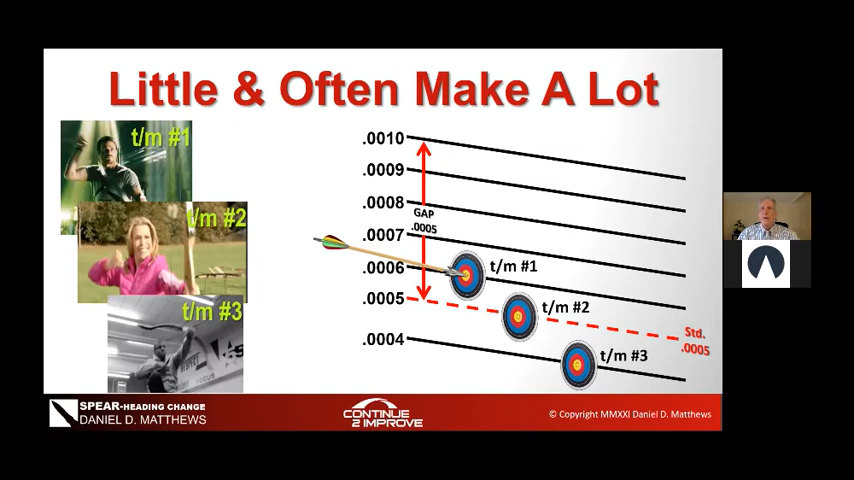 Little & Often Make A Lot
t/m #1
t/m #2
t/m #3
.0010
.0009
.0008
GAP
.0005
.0007
.0006
.0005
.0004
t/m #1
t/m #2
t/m #3
Std.
.0005
SPEAR-HEADING CHANGE
DANIEL D. MATTHEWS
CONTINUE
2 IMPROVE
© Copyright MMXXI Daniel D. Matthews